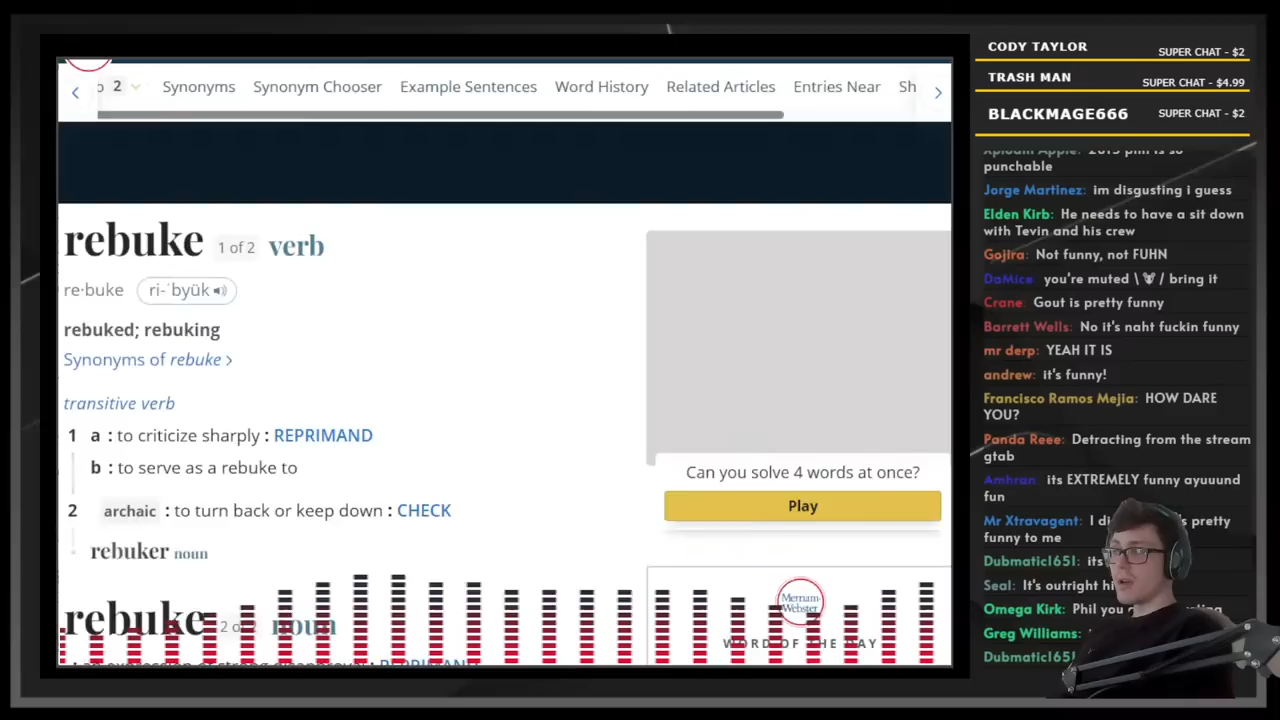 2
Synonyms
Synonym Chooser
Example Sentences
Word History
Related Articles
Entries Near
Sh
rebuke 1 of 2 verb
re·buke ri-ˈbyük
rebuked; rebuking
Synonyms of rebuke
transitive verb
1 a : to criticize sharply : REPRIMAND
b : to serve as a rebuke to
2 archaic : to turn back or keep down : CHECK
rebuker noun
rebuke 2 of 2 noun
Can you solve 4 words at once?
Play
Merriam-
Webster
WORD OF THE DAY
CODY TAYLOR SUPER CHAT - $2
TRASH MAN SUPER CHAT - $4.99
BLACKMAGE666 SUPER CHAT - $2
punchable
Jorge Martinez: im disgusting i guess
Elden Kirb: He needs to have a sit down
with Tevin and his crew
Gojira: Not funny, not FUHN
DaMice: you're muted \ / bring it
Crane: Gout is pretty funny
Barrett Wells: No it's naht fuckin funny
mr derp: YEAH IT IS
andrew: it's funny!
Francisco Ramos Mejia: HOW DARE
YOU?
Panda Reee: Detracting from the stream
gtab
Amhran: its EXTREMELY funny ayuuund
fun
Mr Xtravagent: I pretty
funny to me
Dubmatic1651: its
Seal: It's outright
Omega Kirk: Phil you
Greg Williams:
Dubmatic1651